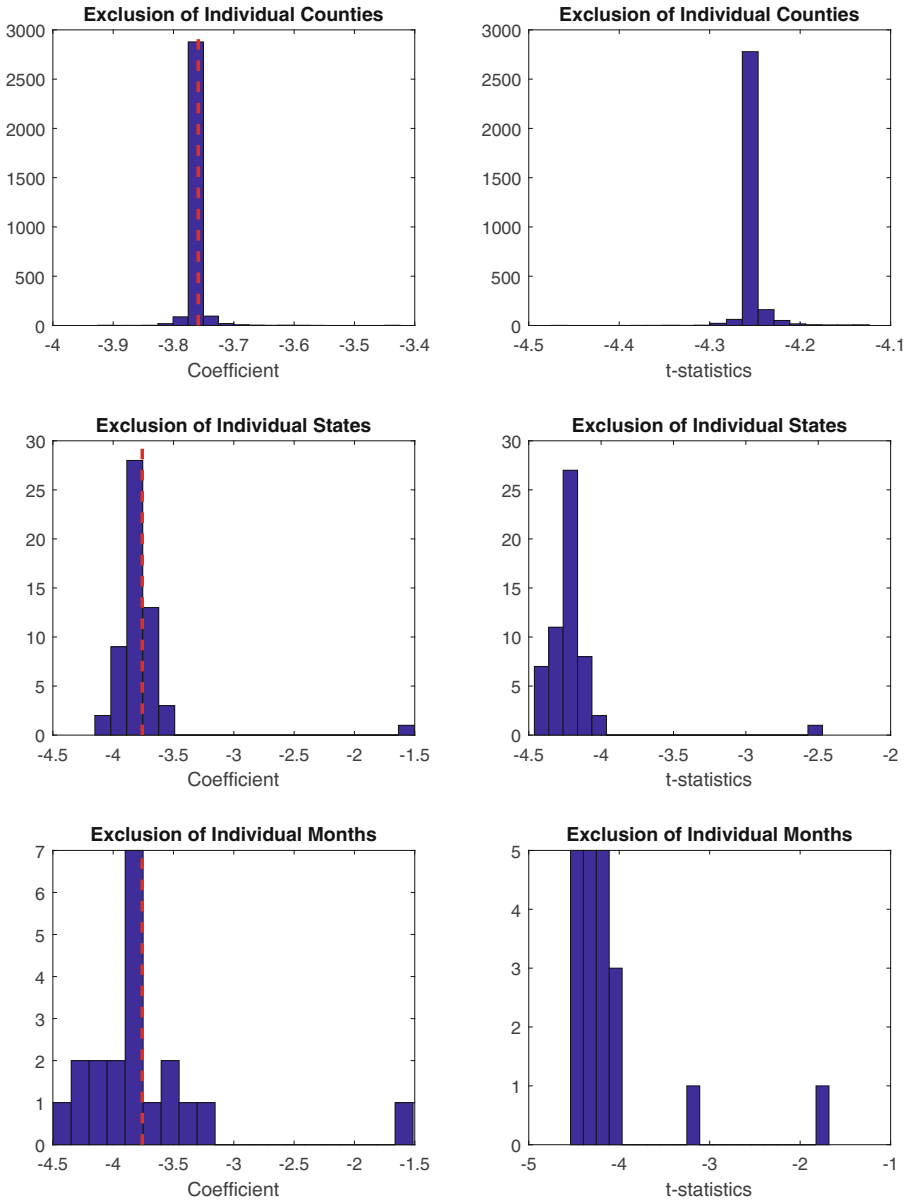 Exclusion of Individual Counties
3000
2500
2000
1500
1000
500
0
-4 -3.9 -3.8 -3.7 -3.6 -3.5 -3.4
Coefficient
Exclusion of Individual Counties
3000
2500
2000
1500
1000
500
0
-4.5 -4.4 -4.3 -4.2 -4.1
t-statistics
Exclusion of Individual States
30
25
20
15
10
5
0
-4.5 -4 -3.5 -3 -2.5 -2 -1.5
Coefficient
Exclusion of Individual States
30
25
20
15
10
5
0
-4.5 -4 -3.5 -3 -2.5 -2
t-statistics
Exclusion of Individual Months
7
6
5
4
3
2
1
0
-4.5 -4 -3.5 -3 -2.5 -2 -1.5
Coefficient
Exclusion of Individual Months
5
4
3
2
1
0
-5 -4 -3 -2 -1
t-statistics